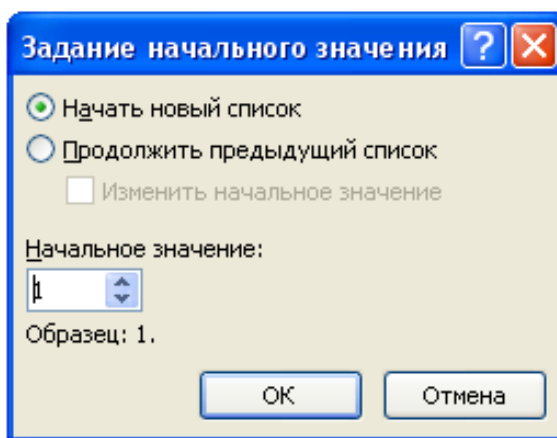 Задание начального значения ?
Начать новый список
Продолжить предыдущий список
Изменить начальное значение
Начальное значение:
1
Образец: 1.
ОК Отмена